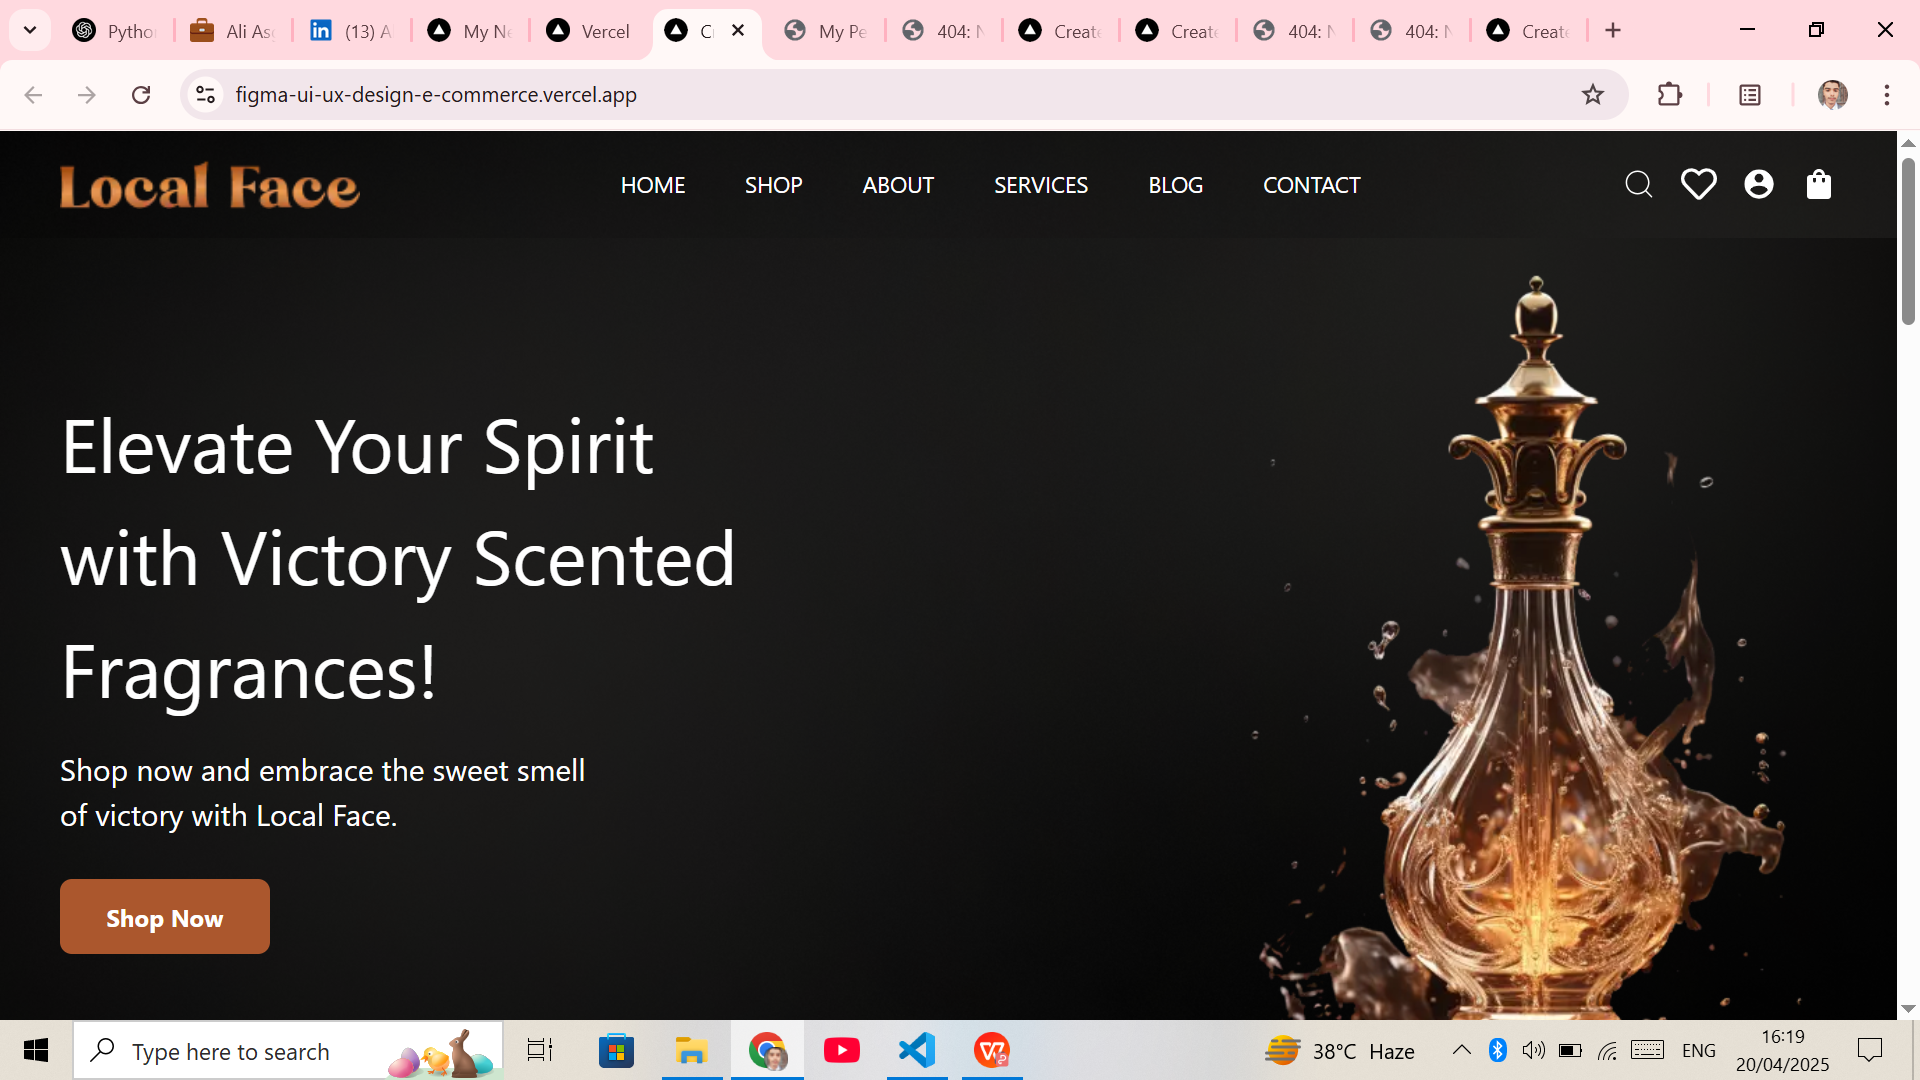 Pytho
Ali As
(13) A
My Ne
Vercel
C
My Pe
404: N
Create
Create
404: N
404: N
Create
figma-ui-ux-design-e-commerce.vercel.app
Local Face
HOME
SHOP
ABOUT
SERVICES
BLOG
CONTACT
Elevate Your Spirit
with Victory Scented
Fragrances!
Shop now and embrace the sweet smell
of victory with Local Face.
Shop Now
Type here to search
38°C Haze
ENG
16:19
20/04/2025